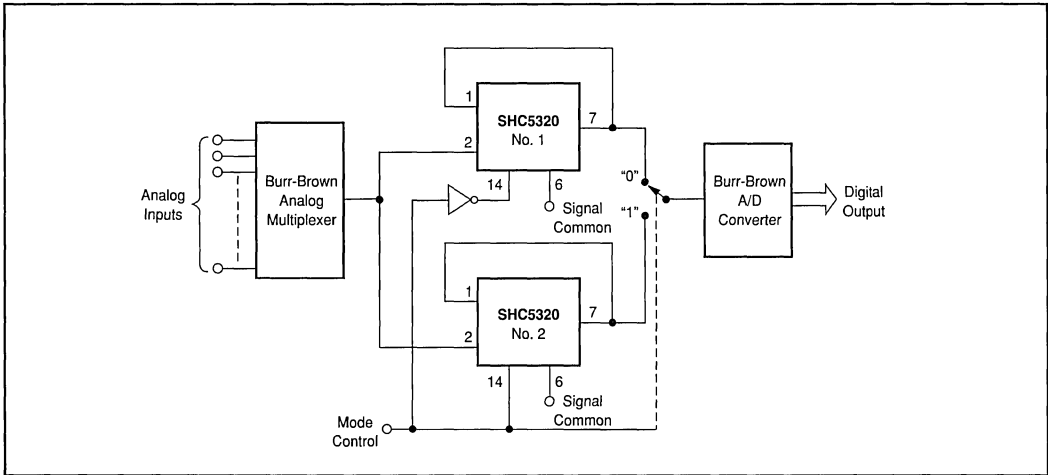 Analog
Inputs
Burr-Brown
Analog
Multiplexer
1
2
SHC5320
No. 1
7
14
6
Signal
Common
"0"
"1"
Burr-Brown
A/D
Converter
Digital
Output
1
2
SHC5320
No. 2
7
14
6
Signal
Common
Mode
Control